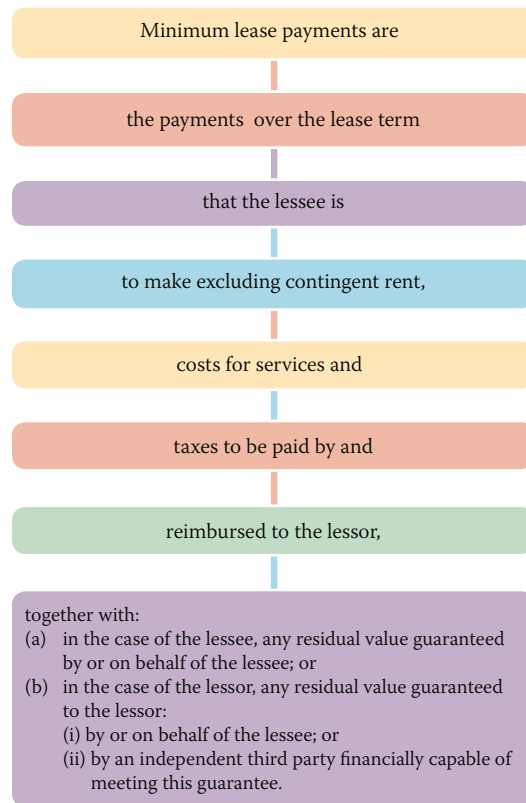 Minimum lease payments are
the payments over the lease term
that the lessee is
to make excluding contingent rent,
costs for services and
taxes to be paid by and
reimbursed to the lessor,
together with:
(a) in the case of the lessee, any residual value guaranteed
by or on behalf of the lessee; or
(b) in the case of the lessor, any residual value guaranteed
to the lessor:
(i) by or on behalf of the lessee; or
(ii) by an independent third party financially capable of
meeting this guarantee.